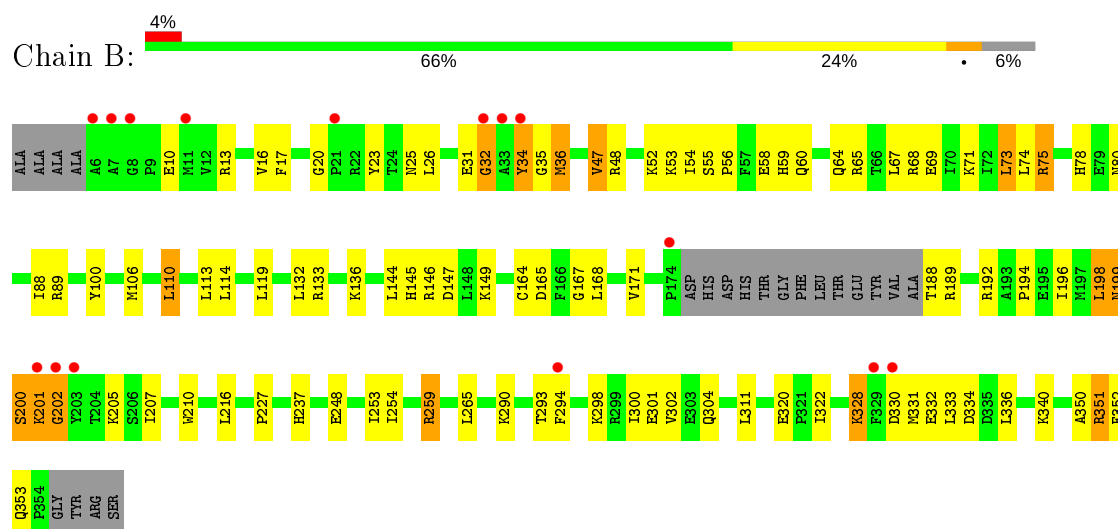 4%
Chain B:
66% 24% • 6%
ALA ALA ALA ALA A6 A7 G8 P9 E10 M11 V12 R13 V16 F17 G20 P21 R22 Y23 T24 N25 L26 E31 G32 A33 Y34 G35 M36 V47 R48 K52 K53 I54 S55 P56 F57 E58 H59 Q60 Q64 R65 T66 L67 R68 E69 I70 K71 I72 L73 L74 R75 H78 E79 N80
I88 R89 Y100 M106 L110 L113 L114 L119 L132 R133 K136 L144 H145 R146 D147 L148 K149 C164 D165 F166 G167 L168 V171 P174 ASP HIS ASP HIS THR GLY PHE LEU THR GLU TYR VAL ALA T188 R189 R192 A193 P194 E195 I196 M197 L198 N199
S200 K201 G202 Y203 T204 K205 S206 I207 W210 L216 P227 H237 E248 I253 I254 R259 L265 K290 T293 F294 K298 R299 I300 E301 V302 E303 Q304 L311 E320 P321 I322 K328 F329 D330 M331 E332 L333 D334 D335 L336 K340 A350 R351 F352
Q353 P354 GLY TYR ARG SER